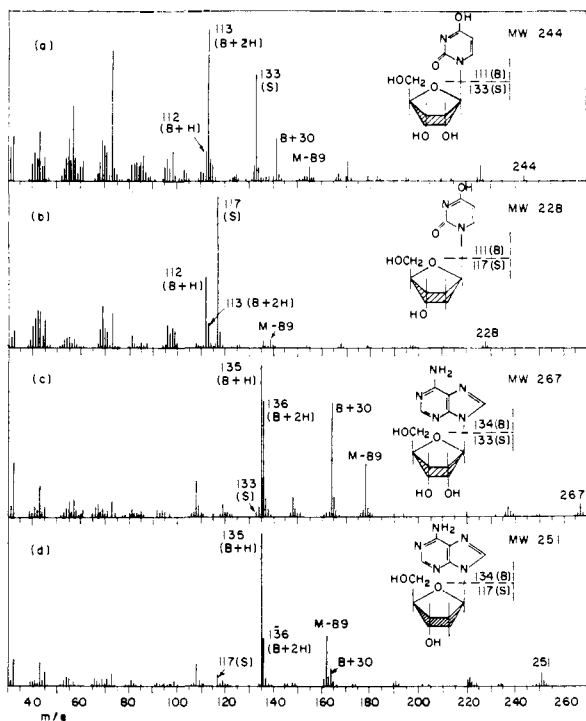 (a)
113
(B+2H)
133
(S)
112
(B+H)
B+30
M-89
244
MW 244
OH
N
O
N
HOCH2
O
111(B)
133(S)
OH OH
(b)
117
(S)
112
(B+H)
113 (B+2H)
M-89
228
MW 228
OH
N
O
N
HOCH2
O
111(B)
117(S)
HO
(c)
135
(B+H)
136
(B+2H)
B+30
133
(S)
M-89
267
MW 267
NH2
N
N
N
N
HOCH2
O
134(B)
133(S)
OH OH
(d)
135
(B+H)
136
(B+2H)
117(S)
M-89
B+30
251
MW 251
NH2
N
N
N
N
HOCH2
O
134(B)
117(S)
OH
40 60 80 100 120 140 160 180 200 220 240 260
m/e